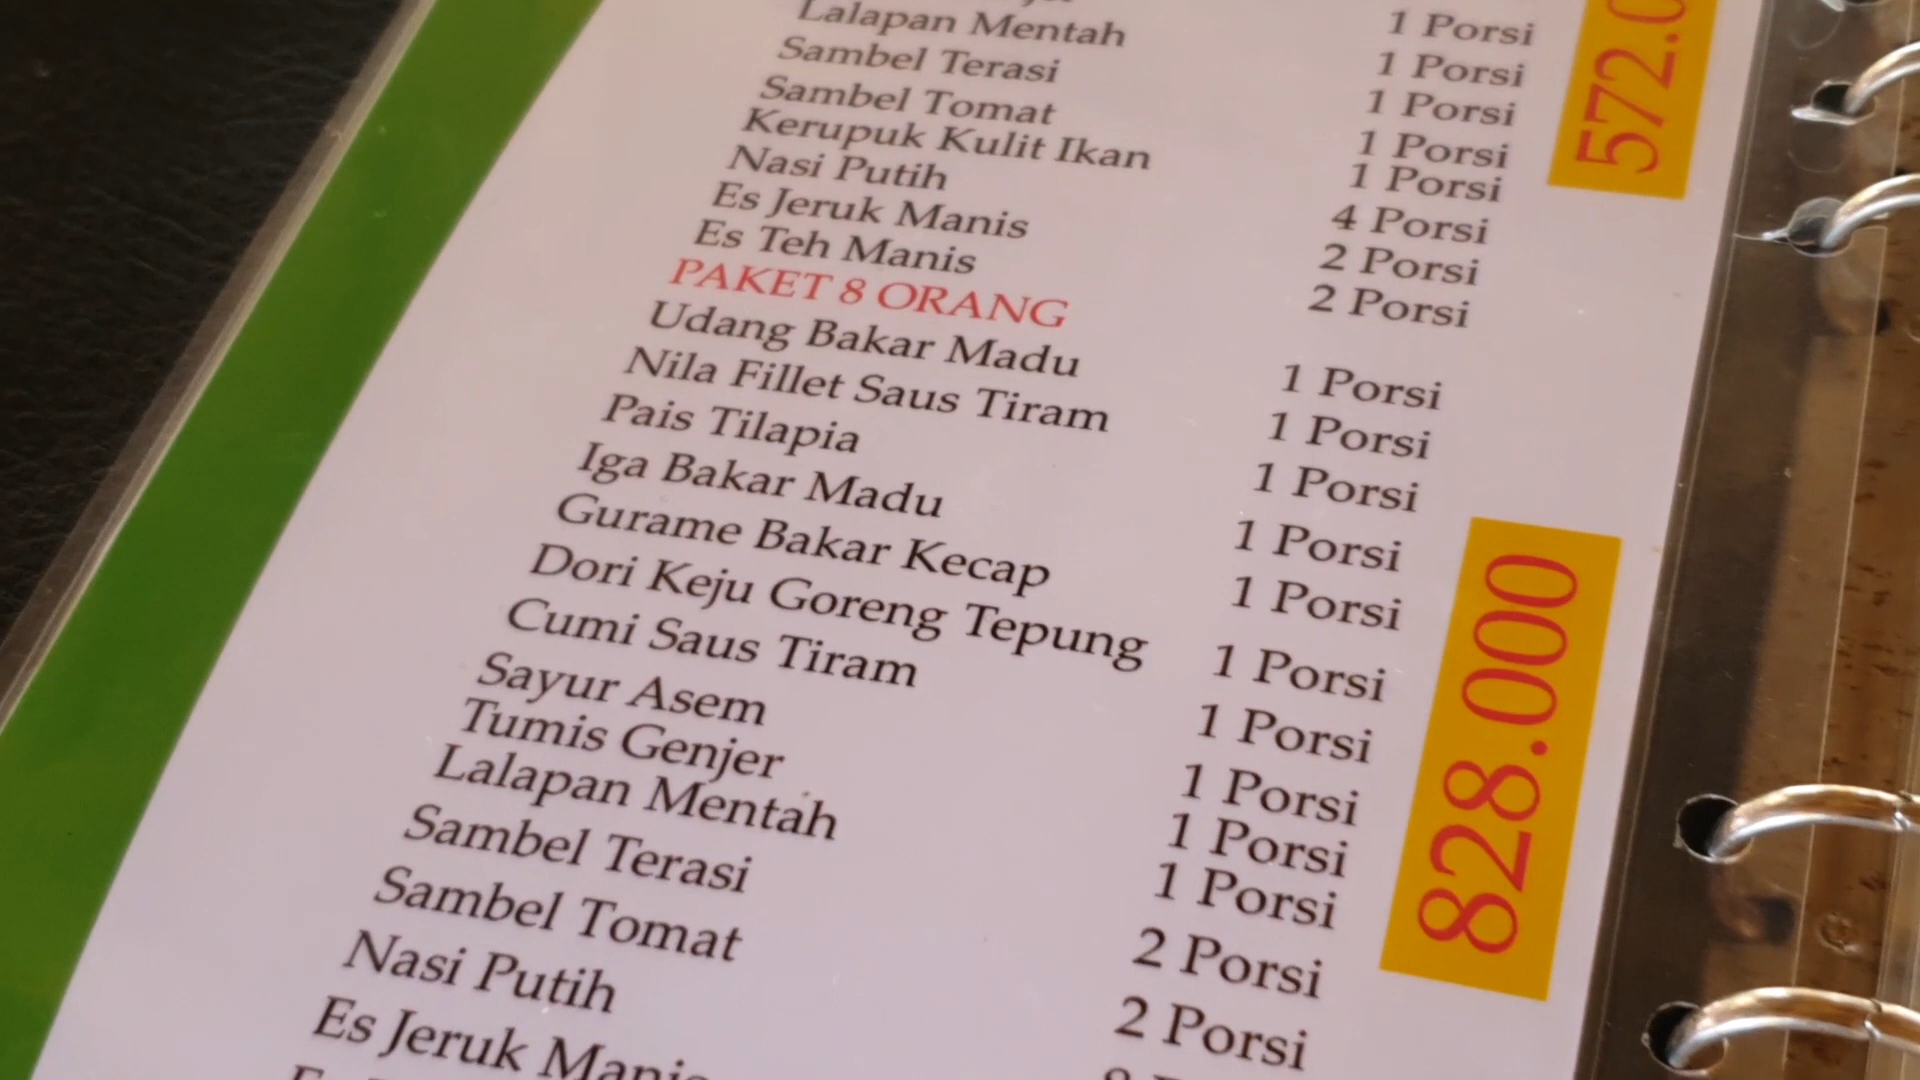 1 Porsi
Lalapan Mentah 1 Porsi
Sambel Terasi 1 Porsi
Sambel Tomat 1 Porsi
Kerupuk Kulit Ikan 1 Porsi
Nasi Putih 4 Porsi
Es Jeruk Manis 2 Porsi
Es Teh Manis 2 Porsi
572.0
PAKET 8 ORANG
Udang Bakar Madu 1 Porsi
Nila Fillet Saus Tiram 1 Porsi
Pais Tilapia 1 Porsi
Iga Bakar Madu 1 Porsi
Gurame Bakar Kecap 1 Porsi
Dori Keju Goreng Tepung 1 Porsi
Cumi Saus Tiram 1 Porsi
Sayur Asem 1 Porsi
Tumis Genjer 1 Porsi
Lalapan Mentah 1 Porsi
Sambel Terasi 2 Porsi
Sambel Tomat 2 Porsi
Nasi Putih
Es Jeruk Manis
828.000